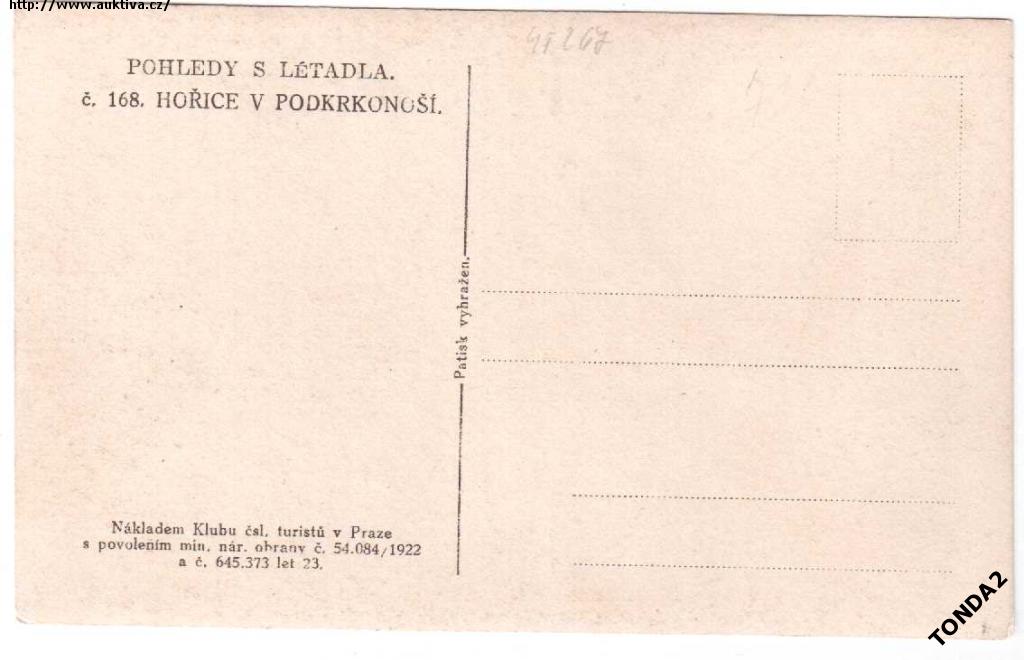 http://www.auktiva.cz/
POHLEDY S LÉTADLA.
č. 168. HOŘICE V PODKRKONOŠÍ.
Patisk vyhražen.
Nákladem Klubu čsl. turistů v Praze
s povolením min. nár. obrany č. 54.084/1922
a č. 645.373 let 23.
TONDA2